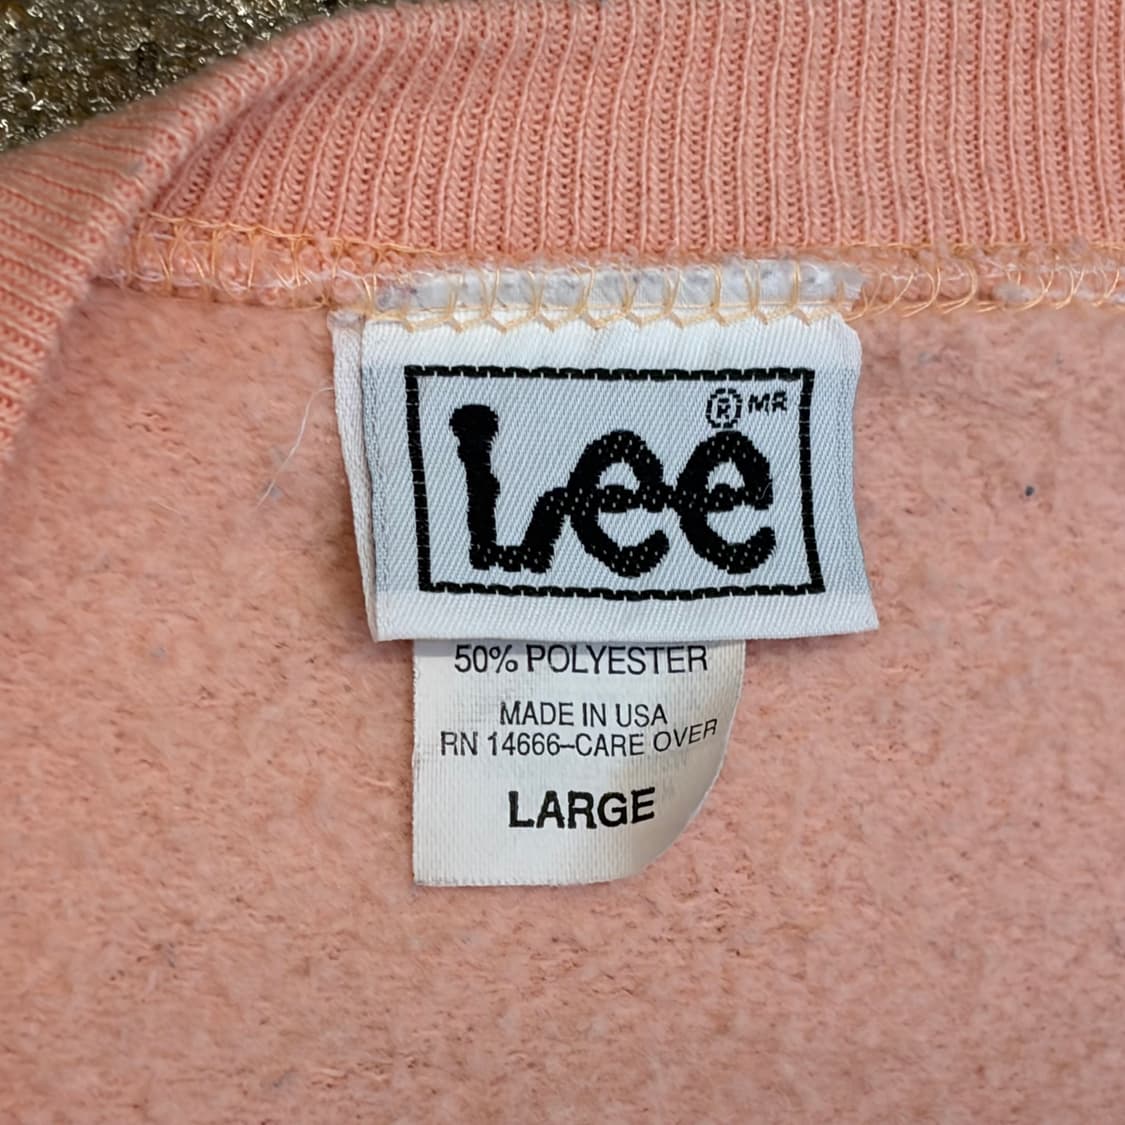 ® MR
Lee
50% POLYESTER
MADE IN USA
RN 14666–CARE OVER
LARGE